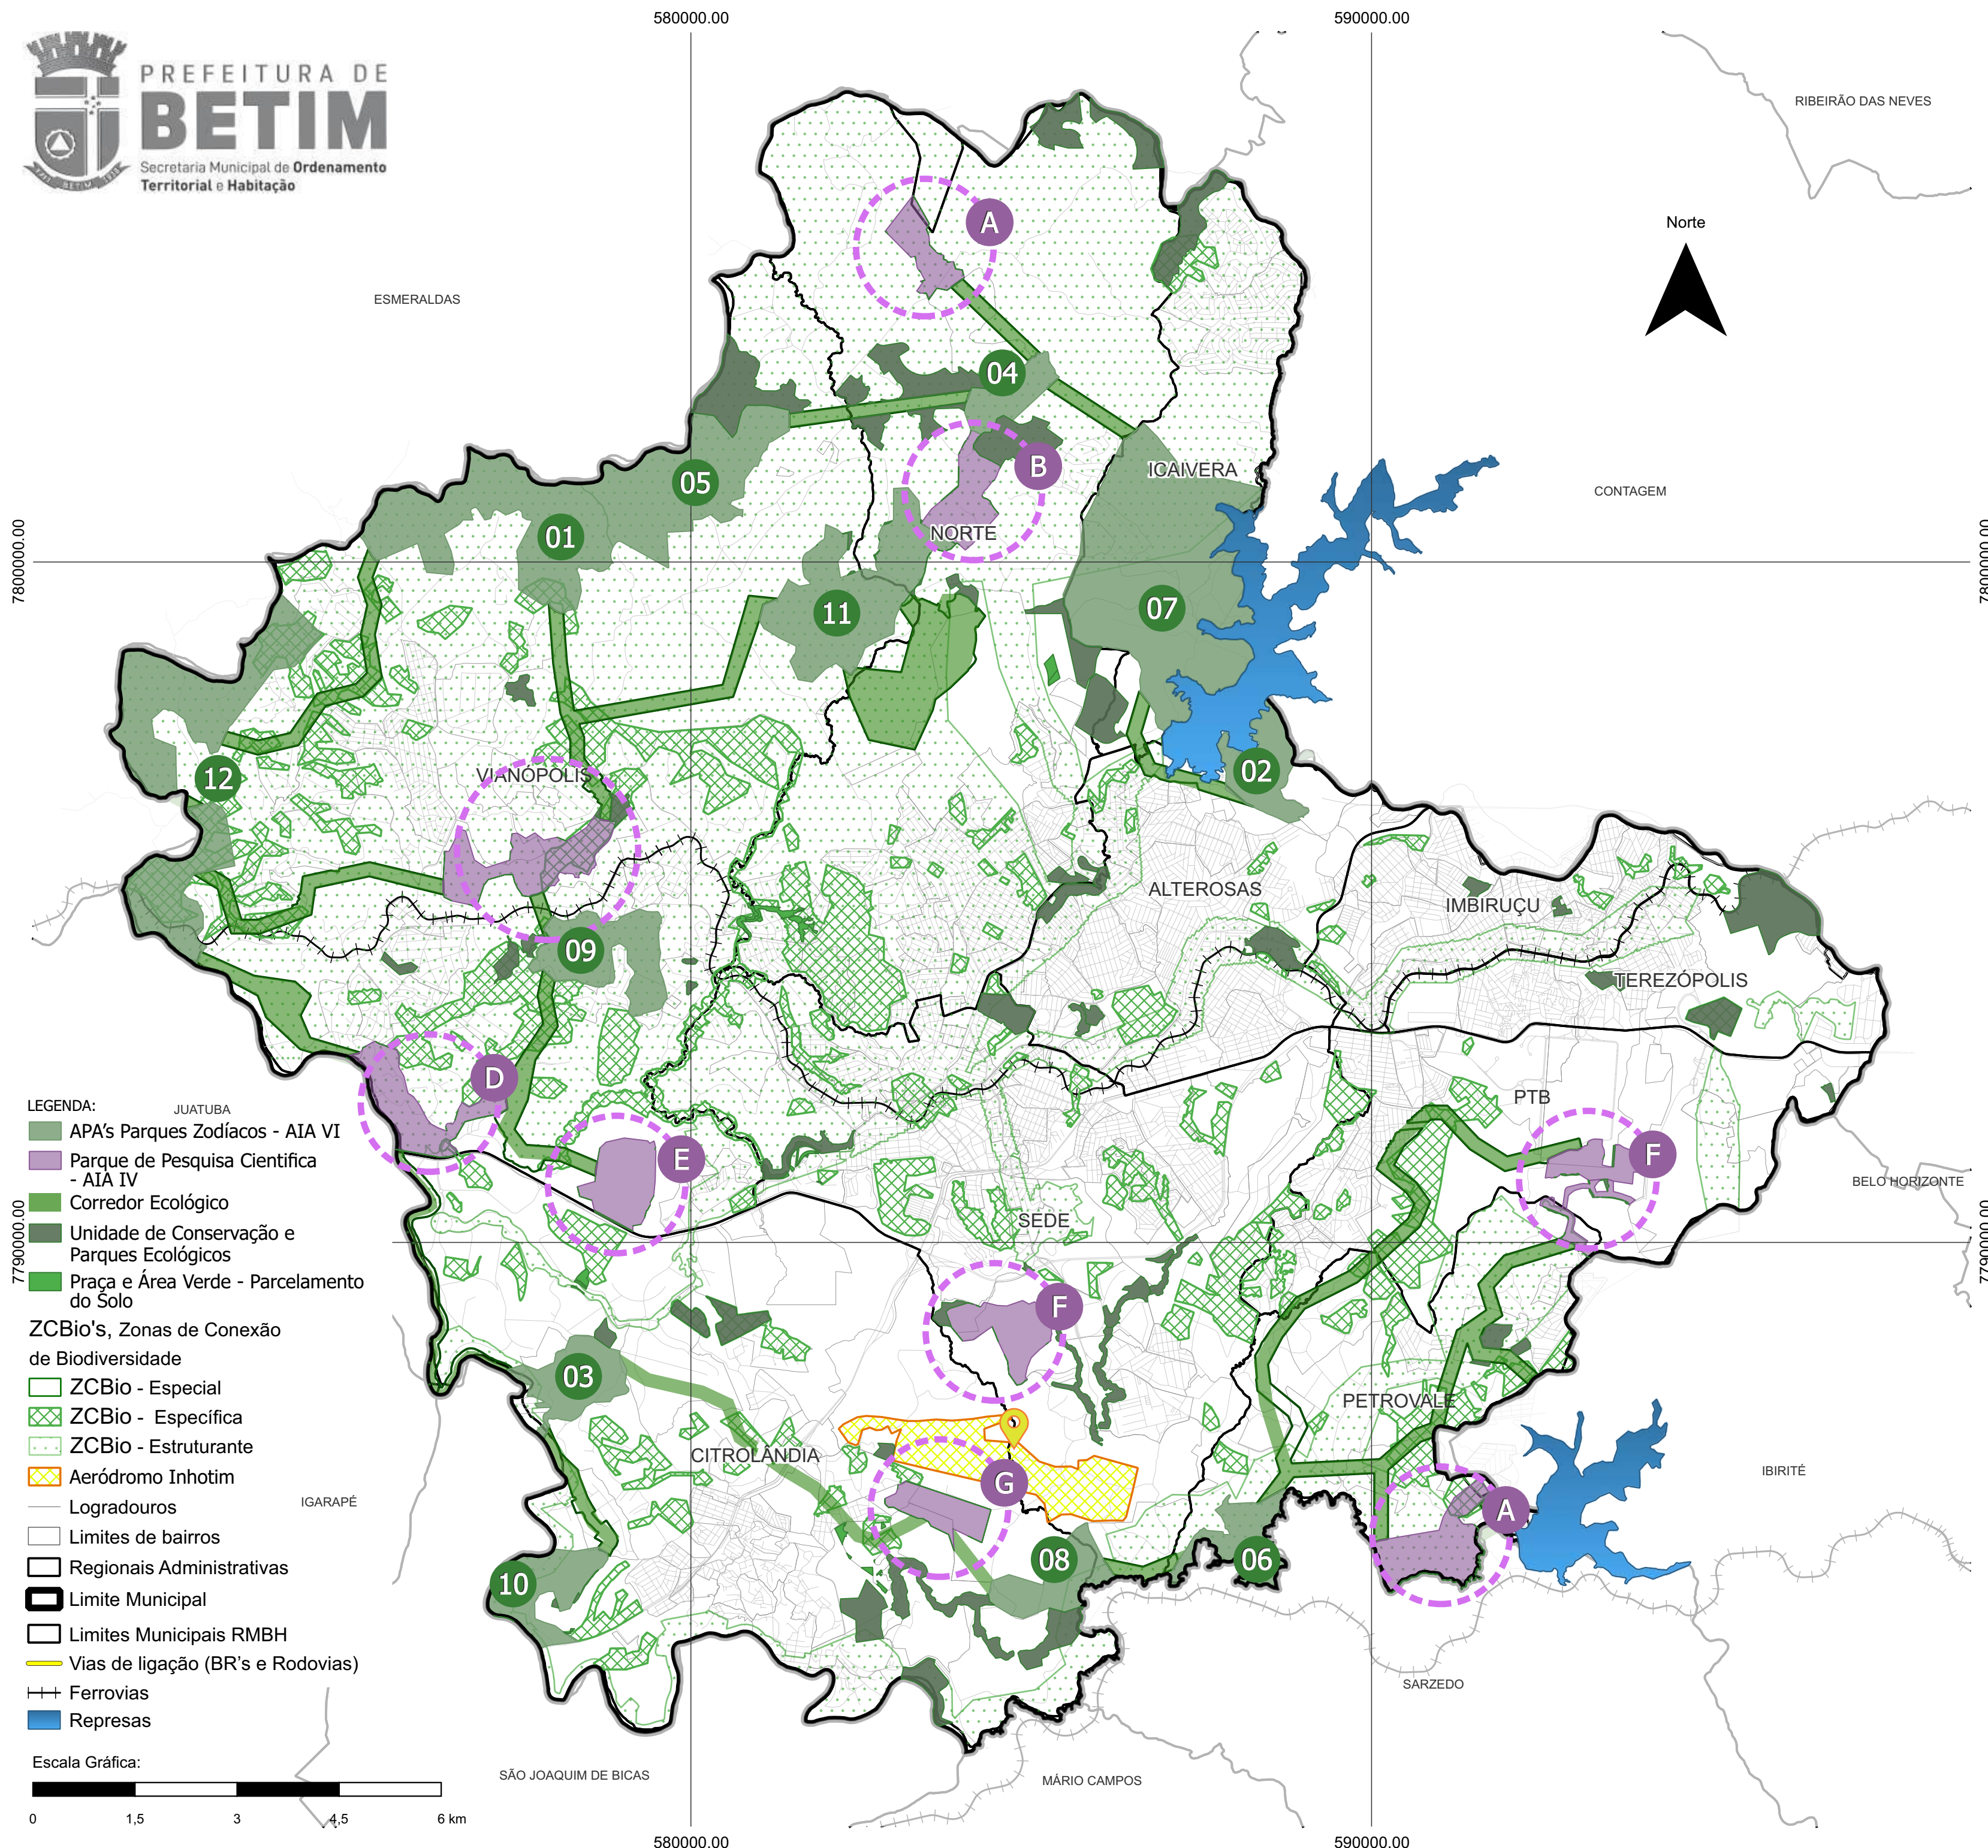 580000.00
590000.00
PREFEITURA DE
BETIM
Secretaria Municipal de Ordenamento
Territorial e Habitação
RIBEIRÃO DAS NEVES
Norte
A
ESMERALDAS
04
B
ICAIVERA
05
CONTAGEM
01
NORTE
7800000.00
7800000.00
11
07
VIANÓPOLIS
12
02
ALTEROSAS
IMBIRUÇU
09
TEREZÓPOLIS
D
PTB
LEGENDA:
JUATUBA
APA's Parques Zodíacos - AIA VI
Parque de Pesquisa Cientifica
- AIA IV
E
F
BELO HORIZONTE
Corredor Ecológico
SEDE
Unidade de Conservação e
Parques Ecológicos
7790000.00
7790000.00
Praça e Área Verde - Parcelamento
do Solo
F
ZCBio's, Zonas de Conexão
de Biodiversidade
03
ZCBio - Especial
PETROVALE
ZCBio - Específica
ZCBio - Estruturante
CITROLÂNDIA
Aeródromo Inhotim
G
IBIRITÉ
Logradouros
IGARAPÉ
A
Limites de bairros
08
06
Regionais Administrativas
10
Limite Municipal
Limites Municipais RMBH
Vias de ligação (BR's e Rodovias)
SARZEDO
Ferrovias
Represas
Escala Gráfica:
SÃO JOAQUIM DE BICAS
MÁRIO CAMPOS
0 1,5 3 4,5 6 km
580000.00
590000.00